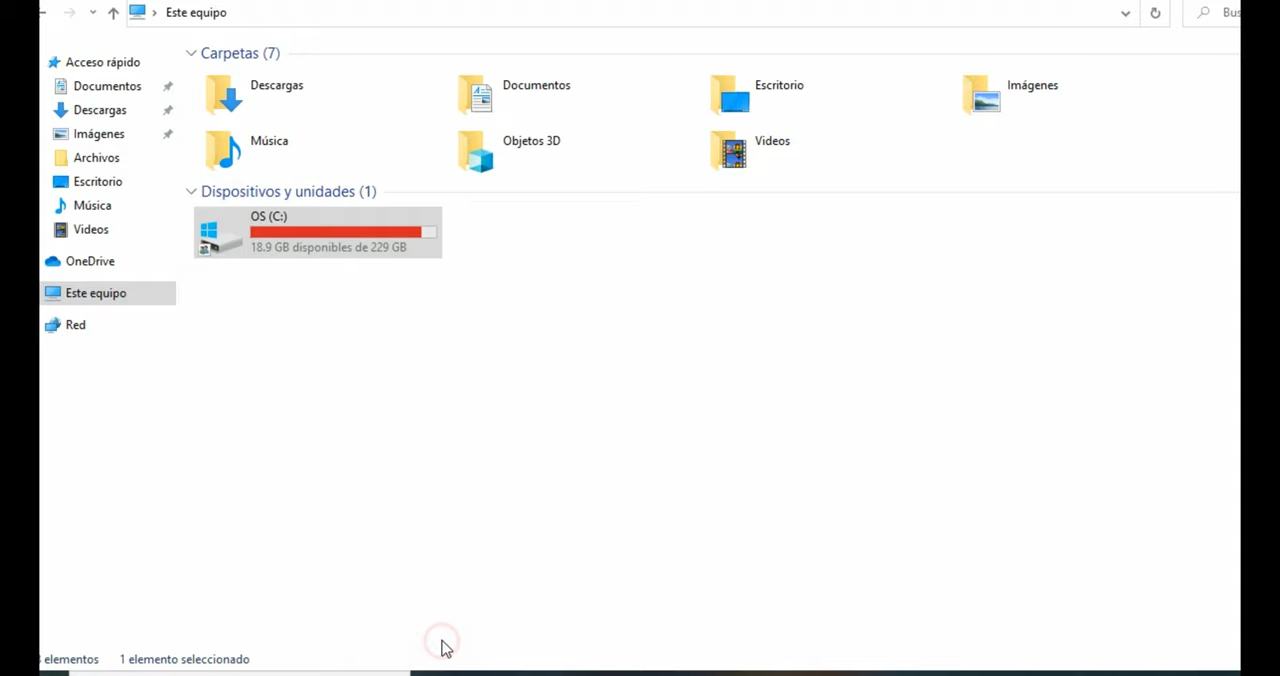 Este equipo
Bus
Acceso rápido
Documentos
Descargas
Imágenes
Archivos
Escritorio
Música
Videos
OneDrive
Este equipo
Red
Carpetas (7)
Descargas
Documentos
Escritorio
Imágenes
Música
Objetos 3D
Videos
Dispositivos y unidades (1)
OS (C:)
18.9 GB disponibles de 229 GB
elementos
1 elemento seleccionado